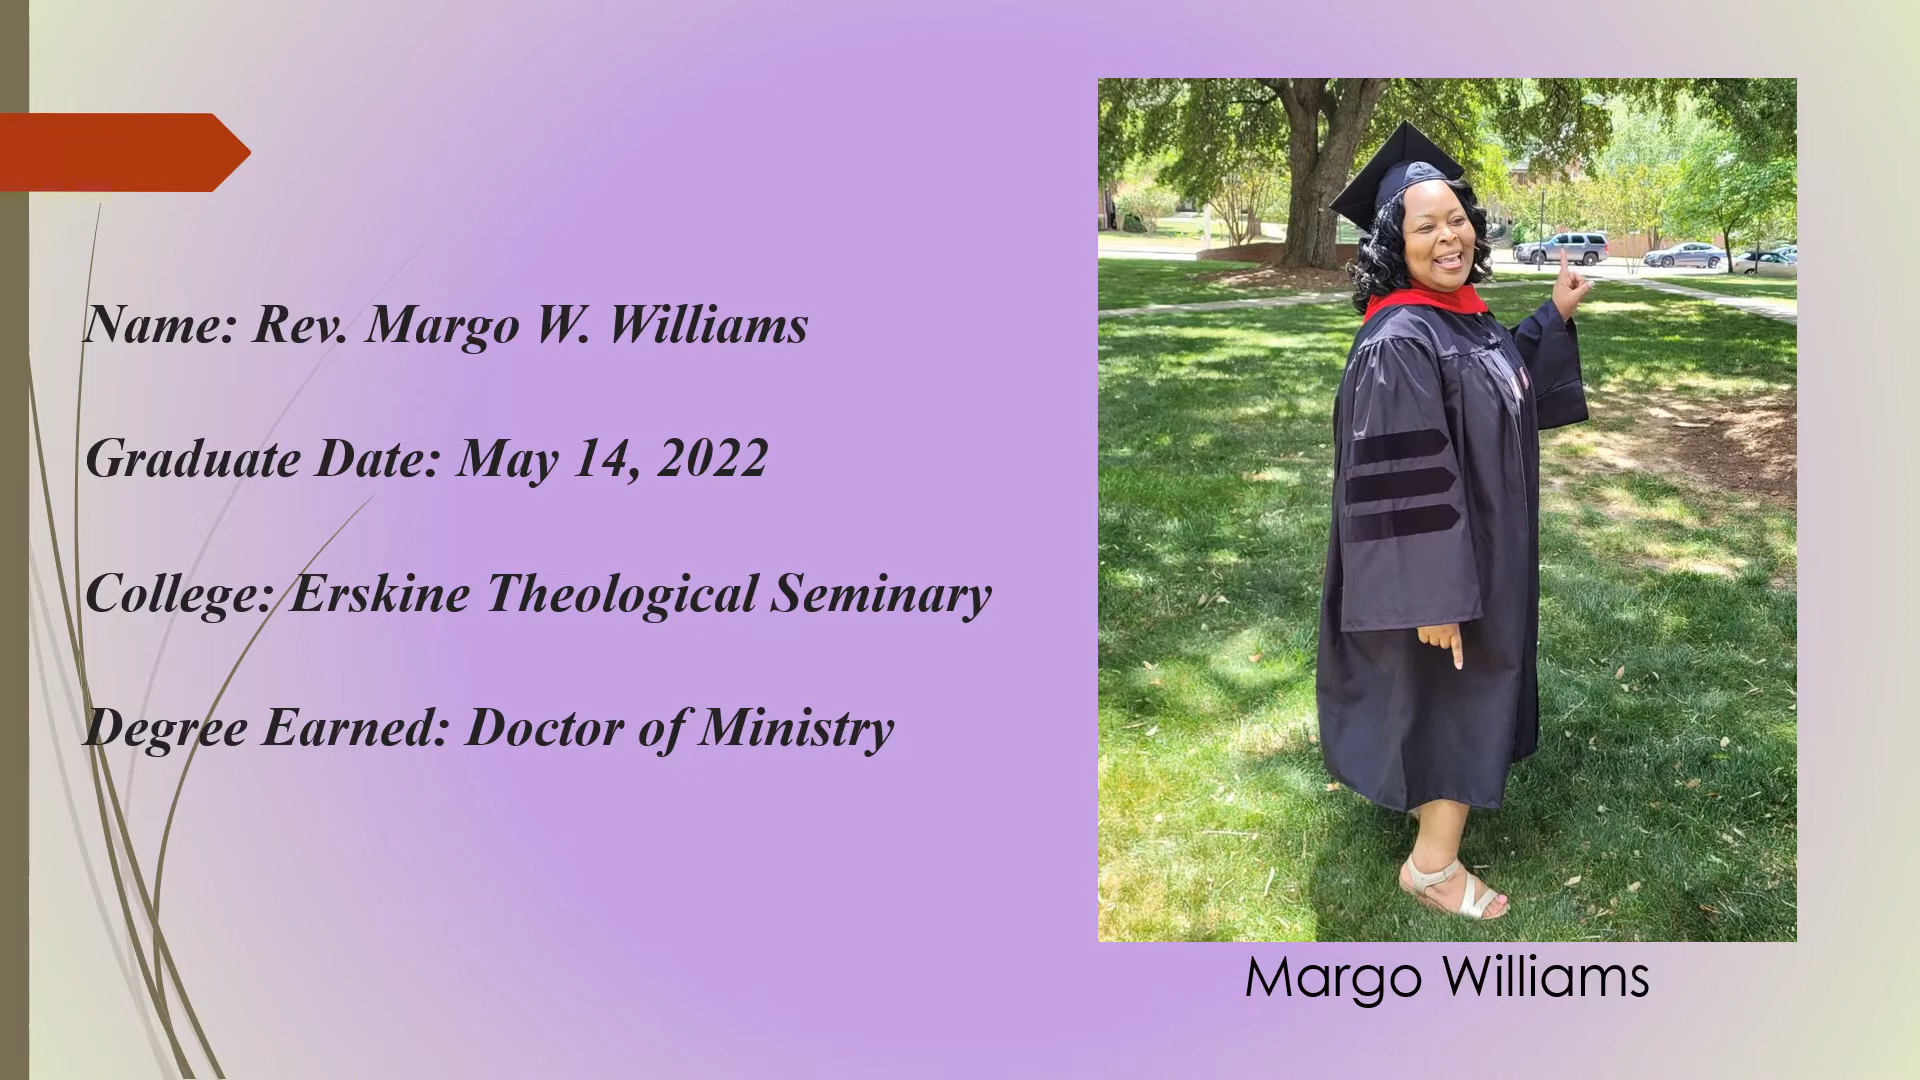 Name: Rev. Margo W. Williams
Graduate Date: May 14, 2022
College: Erskine Theological Seminary
Degree Earned: Doctor of Ministry
Margo Williams